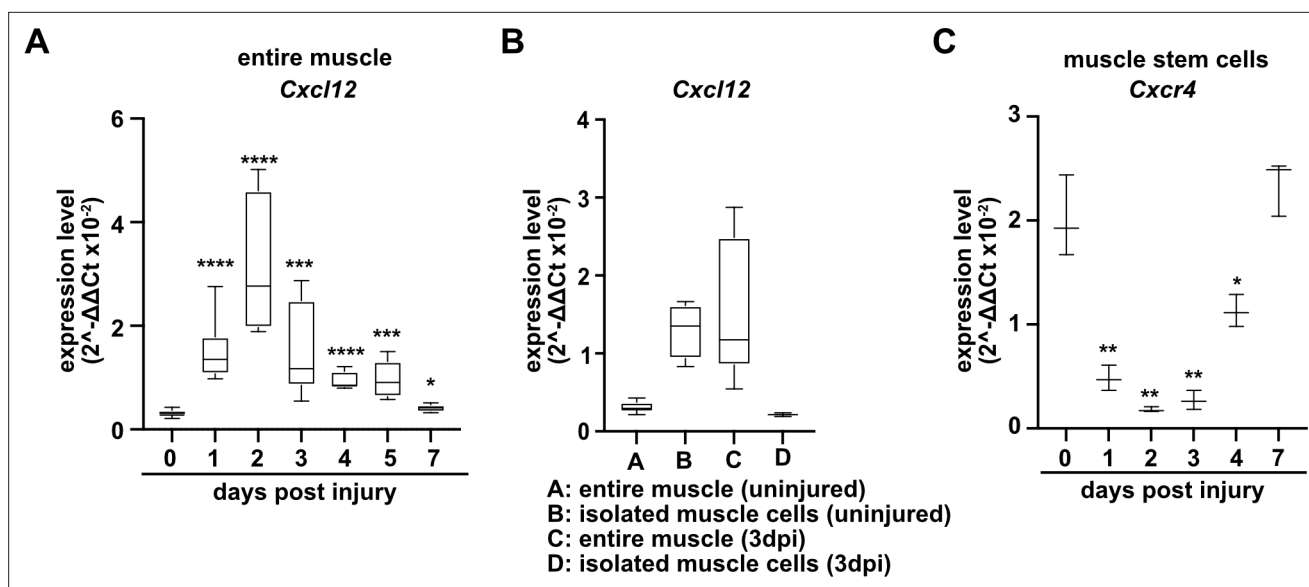 A
entire muscle
Cxcl12
expression level
(2^-ΔΔCt x10-2)
6
4
2
0
****
****
***
****
***
*
0 1 2 3 4 5 7
days post injury
B
Cxcl12
expression level
(2^-ΔΔCt x10-2)
4
3
2
1
0
A B C D
A: entire muscle (uninjured)
B: isolated muscle cells (uninjured)
C: entire muscle (3dpi)
D: isolated muscle cells (3dpi)
C
muscle stem cells
Cxcr4
expression level
(2^-ΔΔCt x10-2)
3
2
1
0
**
**
**
*
0 1 2 3 4 7
days post injury